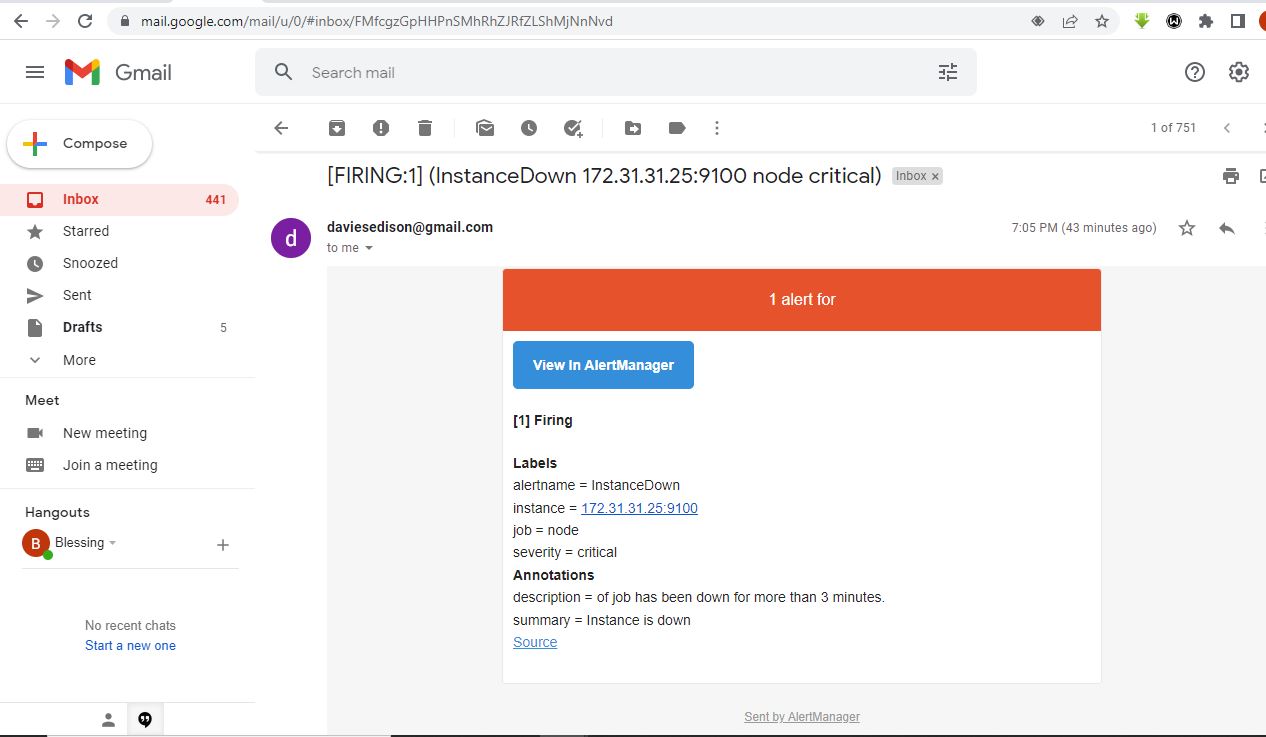 mail.google.com/mail/u/0/#inbox/FMfcgzGpHHPnSMhRhZJRfZLShMjNnNvd
Gmail
Search mail
Compose
1 of 751
[FIRING:1] (InstanceDown 172.31.31.25:9100 node critical)
Inbox ×
Inbox 441
Starred
Snoozed
Sent
Drafts 5
More
Meet
New meeting
Join a meeting
Hangouts
B Blessing
No recent chats
Start a new one
d
daviesedison@gmail.com
7:05 PM (43 minutes ago)
to me
1 alert for
View In AlertManager
[1] Firing
Labels
alertname = InstanceDown
instance = 172.31.31.25:9100
job = node
severity = critical
Annotations
description = of job has been down for more than 3 minutes.
summary = Instance is down
Source
Sent by AlertManager